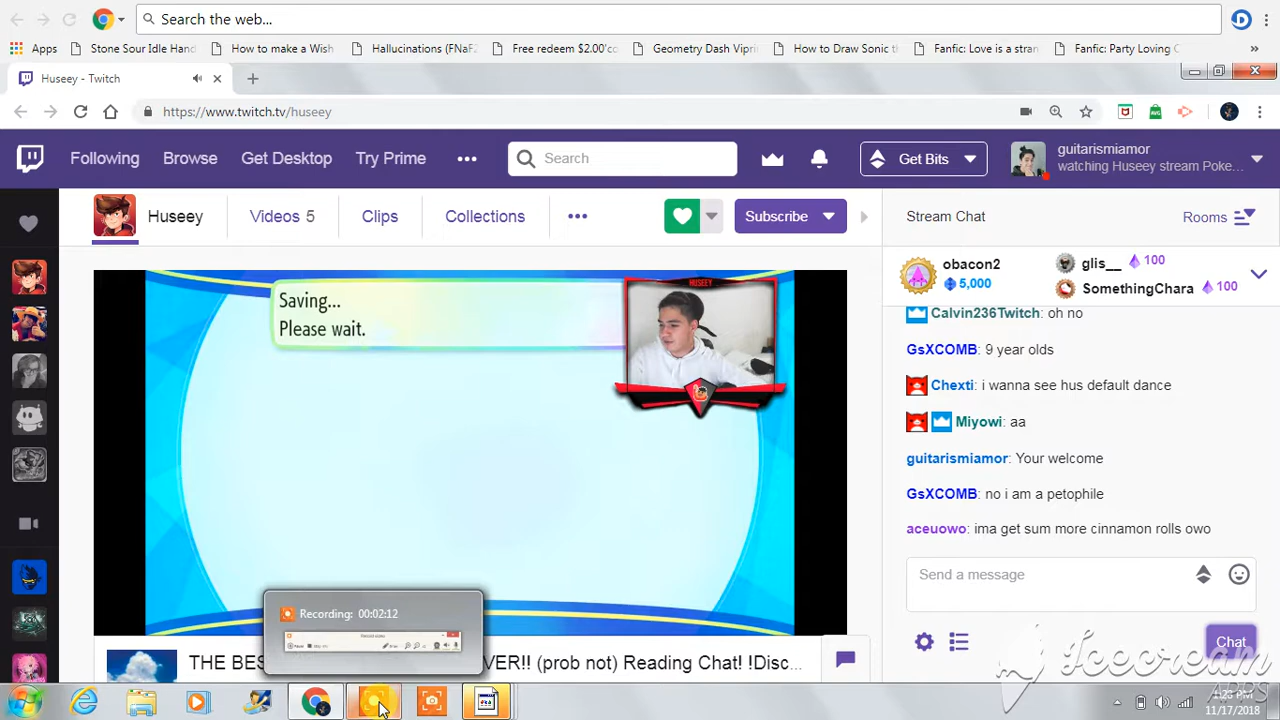 Search the web...
Apps Stone Sour Idle Hand How to make a Wish Hallucinations (FNaF Free redeem $2.00'co Geometry Dash Vipri How to Draw Sonic th Fanfic: Love is a stran Fanfic: Party Loving C »
Huseey - Twitch
https://www.twitch.tv/huseey
Following Browse Get Desktop Try Prime ••• Search Get Bits guitarismiamor
watching Huseey stream Poke...
Huseey Videos 5 Clips Collections ••• Subscribe Stream Chat Rooms
obacon2 5,000
glis__ 100
SomethingChara 100
Saving...
Please wait.
HUSEEY
Calvin236Twitch: oh no
GsXCOMB: 9 year olds
Chexti: i wanna see hus default dance
Miyowi: aa
guitarismiamor: Your welcome
GsXCOMB: no i am a petophile
aceuowo: ima get sum more cinnamon rolls owo
Send a message
Chat
Recording: 00:02:12
THE BES VER!! (prob not) Reading Chat! !Disc...
Icecream
APPS
PM
11/17/2018